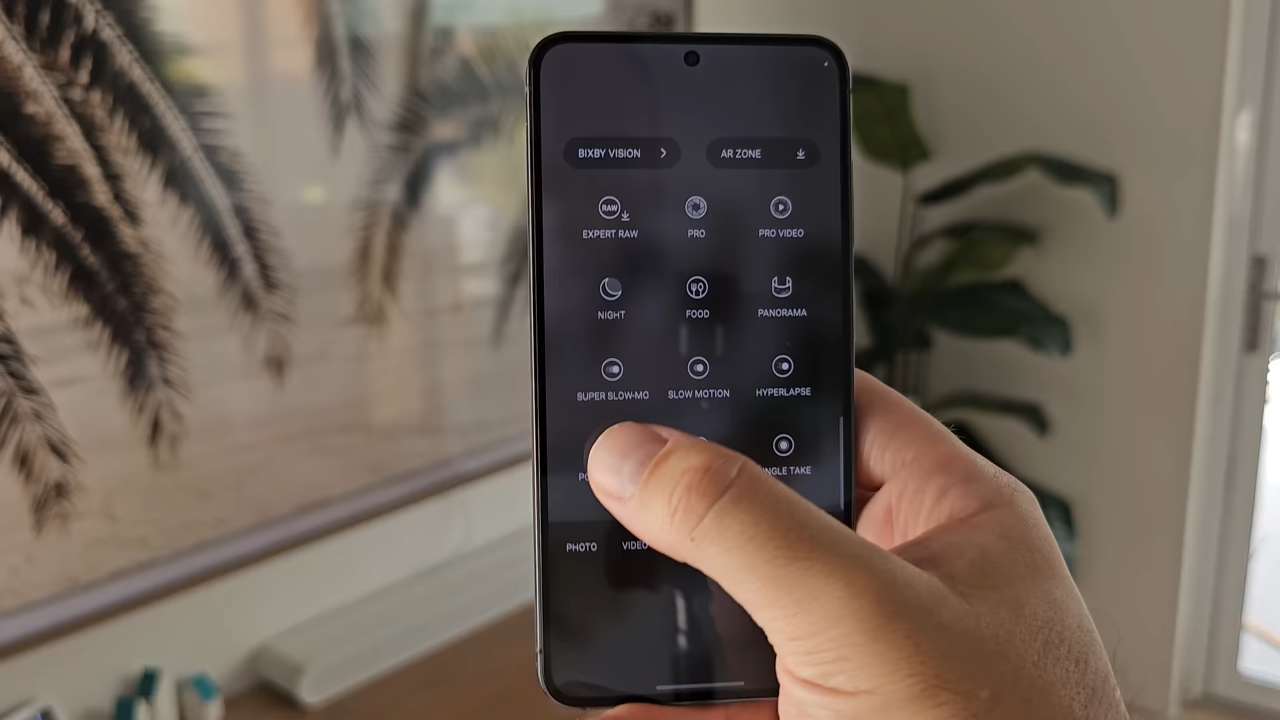 BIXBY VISION
AR ZONE
RAW
EXPERT RAW
PRO
PRO VIDEO
NIGHT
FOOD
PANORAMA
SUPER SLOW-MO
SLOW MOTION
HYPERLAPSE
TAKE
PHOTO
VIDEO